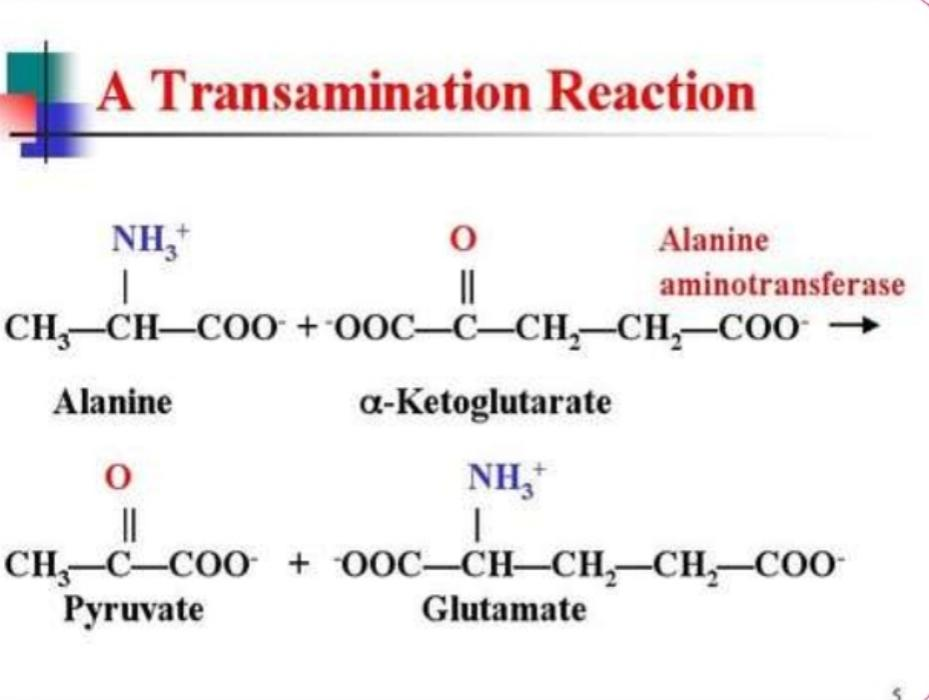 A Transamination Reaction
NH₃⁺ O Alanine
| || aminotransferase
CH₃—CH—COO⁻ + ⁻OOC—C—CH₂—CH₂—COO⁻ →
Alanine α-Ketoglutarate
O NH₃⁺
|| |
CH₃—C—COO⁻ + ⁻OOC—CH—CH₂—CH₂—COO⁻
Pyruvate Glutamate
5